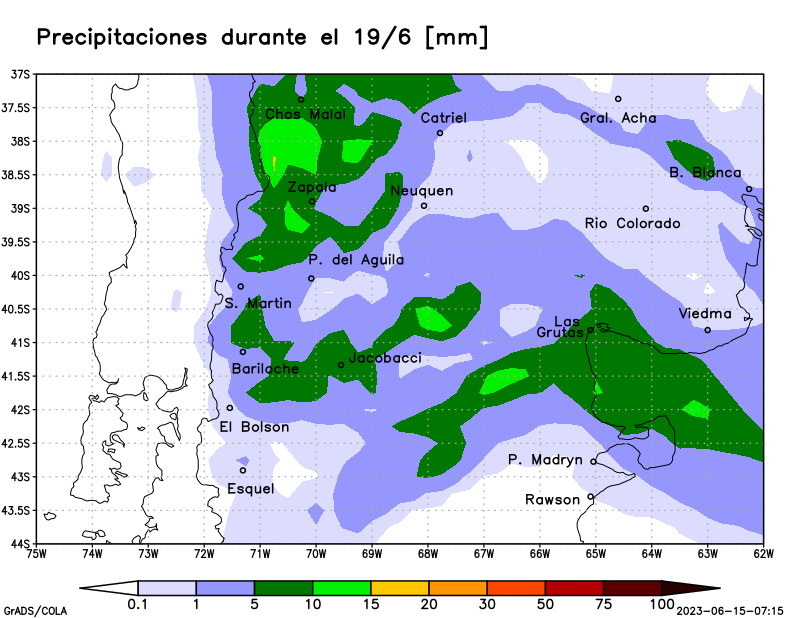 Precipitaciones durante el 19/6 [mm]
37S
37.5S
Chos Malal
Catriel
Gral. Acha
38S
38.5S
B. Blanca
Zapala
Neuquen
39S
Rio Colorado
39.5S
P. del Aguila
40S
S. Martin
40.5S
Viedma
Las
Grutas
41S
Jacobacci
Bariloche
41.5S
42S
El Bolson
42.5S
P. Madryn
43S
Esquel
Rawson
43.5S
44S
75W 74W 73W 72W 71W 70W 69W 68W 67W 66W 65W 64W 63W 62W
0.1 1 5 10 15 20 30 50 75 100
GrADS/COLA
2023-06-15-07:15